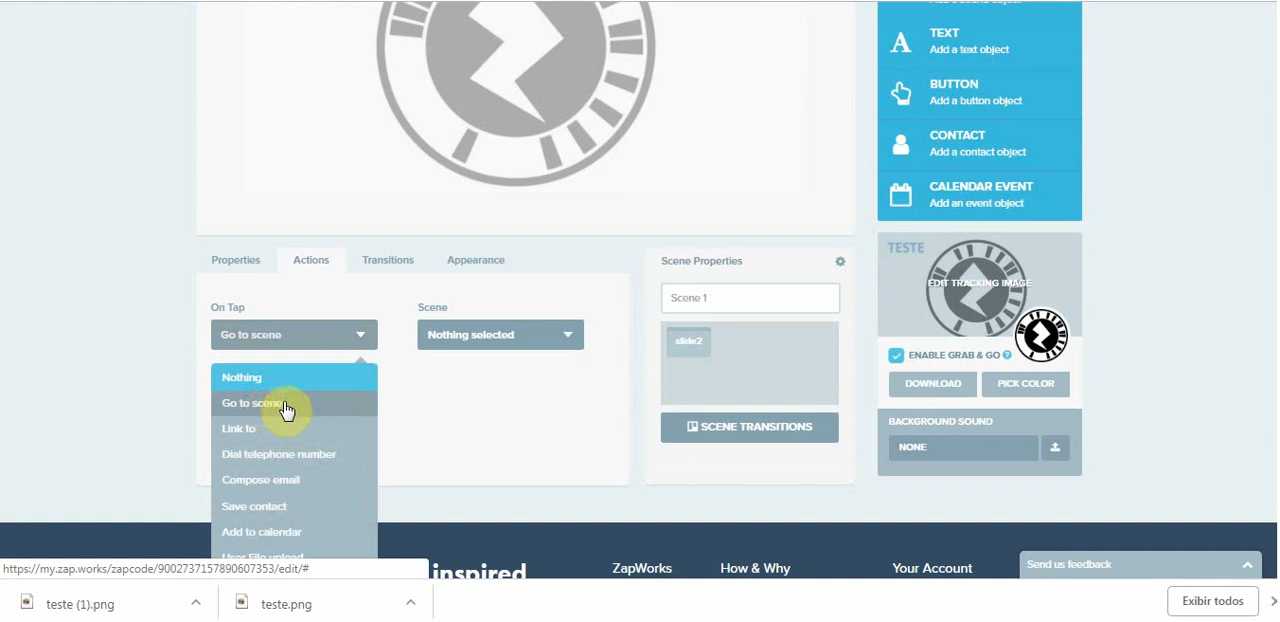 TEXT
Add a text object
BUTTON
Add a button object
CONTACT
Add a contact object
CALENDAR EVENT
Add an event object
Properties
Actions
Transitions
Appearance
On Tap
Scene
Go to scene
Nothing selected
Nothing
Go to scene
Link to
Dial telephone number
Compose email
Save contact
Add to calendar
User File upload
Scene Properties
Scene 1
slide2
SCENE TRANSITIONS
TESTE
EDIT TRACKING IMAGE
ENABLE GRAB & GO ?
DOWNLOAD
PICK COLOR
BACKGROUND SOUND
NONE
inspired
ZapWorks
How & Why
Your Account
Send us feedback
https://my.zap.works/zapcode/9002737157890607353/edit/#
teste (1).png
teste.png
Exibir todos